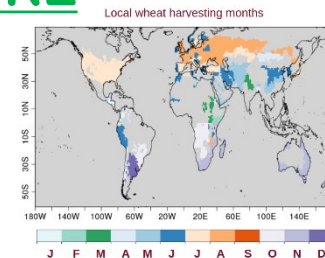 Local wheat harvesting months
50N
30N
10N
10S
30S
50S
180W 140W 100W 60W 20W 20E 60E 100E 140E
J F M A M J J A S O N D